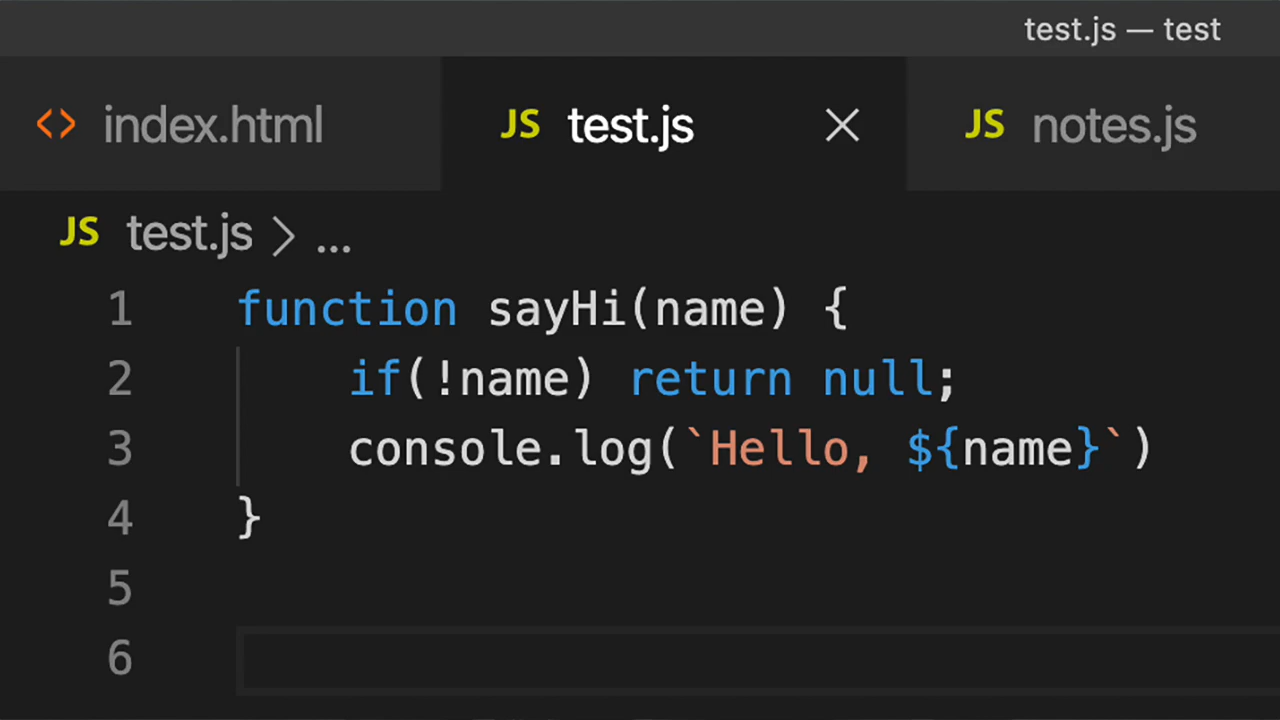 test.js — test
<> index.html JS test.js × JS notes.js
JS test.js > ...
1 function sayHi(name) {
2 if(!name) return null;
3 console.log(`Hello, ${name}`)
4 }
5
6